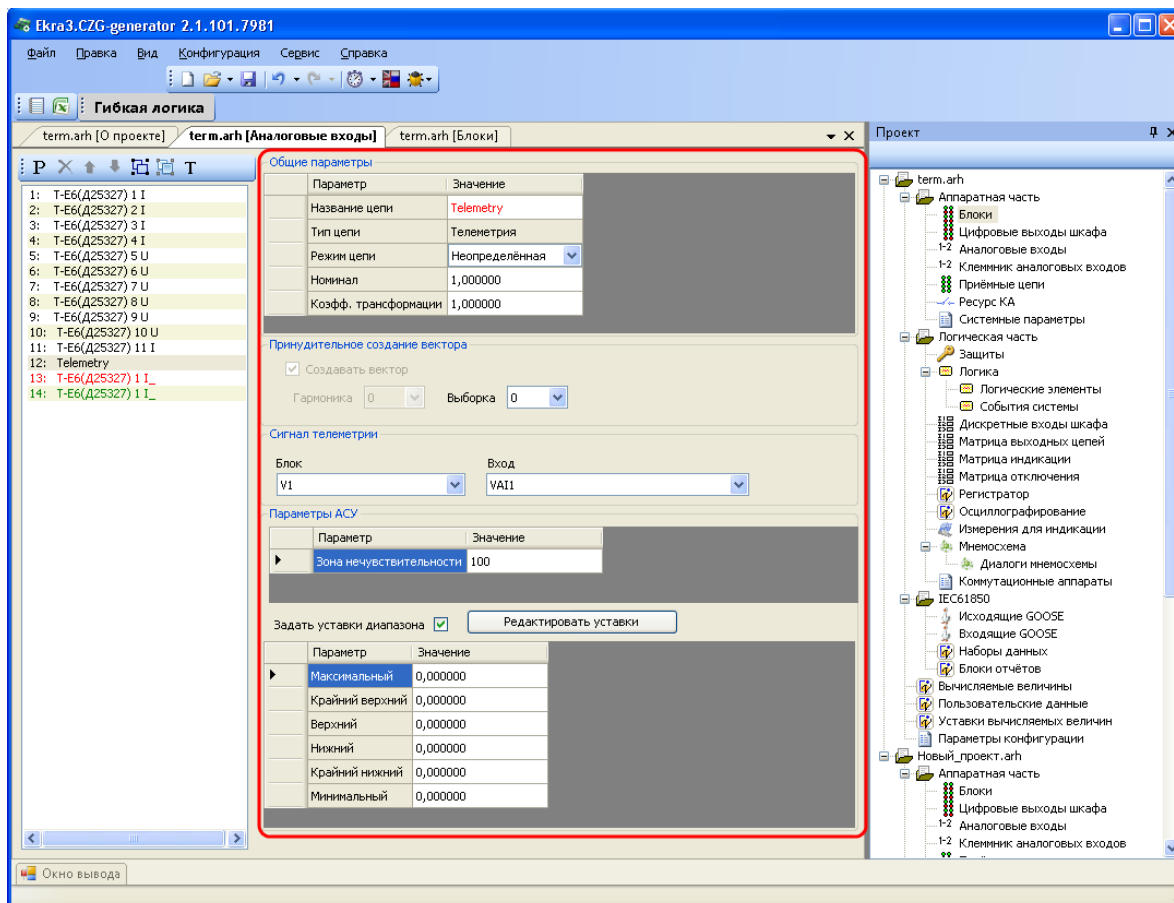 Ekra3.CZG-generator 2.1.101.7981
Файл Правка Вид Конфигурация Сервис Справка
Гибкая логика
term.arh [О проекте] term.arh [Аналоговые входы] term.arh [Блоки]
P T
1: Т-Е6(Д25327) 1 I
2: Т-Е6(Д25327) 2 I
3: Т-Е6(Д25327) 3 I
4: Т-Е6(Д25327) 4 I
5: Т-Е6(Д25327) 5 U
6: Т-Е6(Д25327) 6 U
7: Т-Е6(Д25327) 7 U
8: Т-Е6(Д25327) 8 U
9: Т-Е6(Д25327) 9 U
10: Т-Е6(Д25327) 10 U
11: Т-Е6(Д25327) 11 I
12: Telemetry
13: Т-Е6(Д25327) 1 I_
14: Т-Е6(Д25327) 1 I_
Общие параметры
Параметр Значение
Название цепи Telemetry
Тип цепи Телеметрия
Режим цепи Неопределённая
Номинал 1,000000
Коэфф. трансформации 1,000000
Принудительное создание вектора
Создавать вектор
Гармоника 0 Выборка 0
Сигнал телеметрии
Блок Вход
V1 VAI1
Параметры АСУ
Параметр Значение
Зона нечувствительности 100
Задать уставки диапазона Редактировать уставки
Параметр Значение
Максимальный 0,000000
Крайний верхний 0,000000
Верхний 0,000000
Нижний 0,000000
Крайний нижний 0,000000
Минимальный 0,000000
Проект
term.arh
Аппаратная часть
Блоки
Цифровые выходы шкафа
1-2 Аналоговые входы
1-2 Клеммник аналоговых входов
Приёмные цепи
Ресурс КА
Системные параметры
Логическая часть
Защиты
Логика
Логические элементы
События системы
Дискретные входы шкафа
Матрица выходных цепей
Матрица индикации
Матрица отключения
Регистратор
Осциллографирование
Измерения для индикации
Мнемосхема
Диалоги мнемосхемы
Коммутационные аппараты
IEC61850
Исходящие GOOSE
Входящие GOOSE
Наборы данных
Блоки отчётов
Вычисляемые величины
Пользовательские данные
Уставки вычисляемых величин
Параметры конфигурации
Новый_проект.arh
Аппаратная часть
Блоки
Цифровые выходы шкафа
1-2 Аналоговые входы
1-2 Клеммник аналоговых входов
Окно вывода